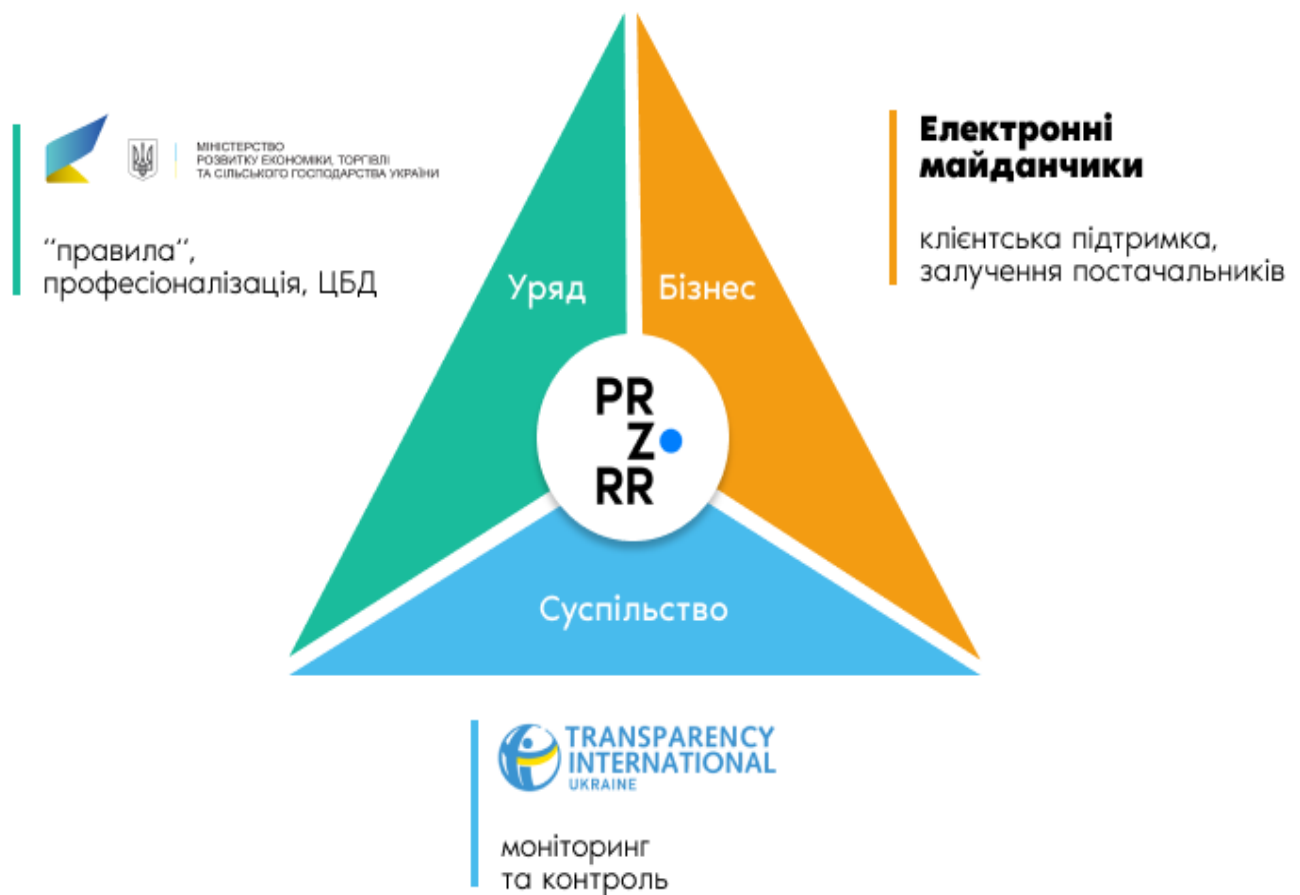 МІНІСТЕРСТВО
РОЗВИТКУ ЕКОНОМІКИ, ТОРГІВЛІ
ТА СІЛЬСЬКОГО ГОСПОДАРСТВА УКРАЇНИ
“правила“,
професіоналізація, ЦБД
Електронні
майданчики
клієнтська підтримка,
залучення постачальників
Уряд
Бізнес
PR
Z
RR
Суспільство
TRANSPARENCY
INTERNATIONAL
UKRAINE
моніторинг
та контроль